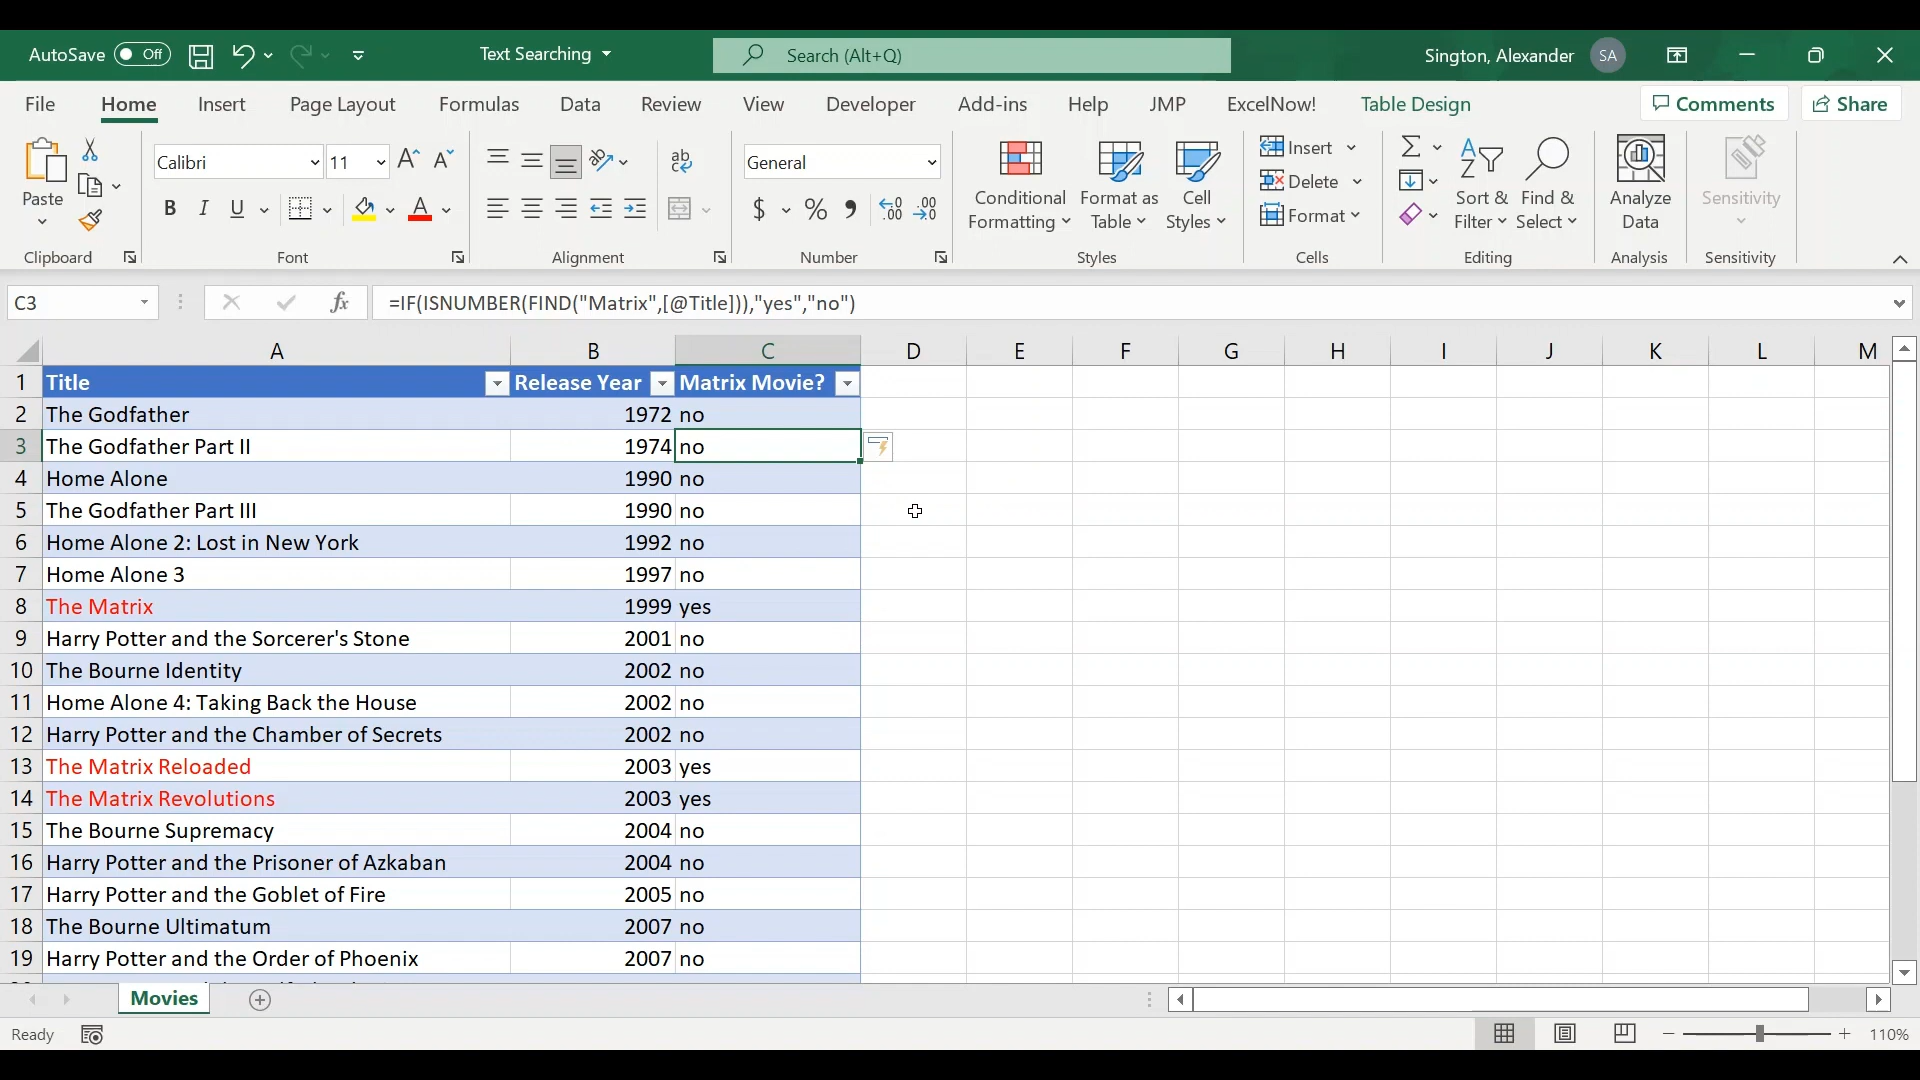 AutoSave Off Text Searching Search (Alt+Q) Sington, Alexander SA
File Home Insert Page Layout Formulas Data Review View Developer Add-ins Help JMP ExcelNow! Table Design Comments Share
Paste Calibri 11 A A ab General Conditional Formatting Format as Table Cell Styles Insert Delete Format Sort & Filter Find & Select Analyze Data Sensitivity
B I U A $ % 9 .00 .00
Clipboard Font Alignment Number Styles Cells Editing Analysis Sensitivity
C3 fx =IF(ISNUMBER(FIND("Matrix",[@Title])),"yes","no")
A B C D E F G H I J K L M
1 Title Release Year Matrix Movie?
2 The Godfather 1972 no
3 The Godfather Part II 1974 no
4 Home Alone 1990 no
5 The Godfather Part III 1990 no
6 Home Alone 2: Lost in New York 1992 no
7 Home Alone 3 1997 no
8 The Matrix 1999 yes
9 Harry Potter and the Sorcerer's Stone 2001 no
10 The Bourne Identity 2002 no
11 Home Alone 4: Taking Back the House 2002 no
12 Harry Potter and the Chamber of Secrets 2002 no
13 The Matrix Reloaded 2003 yes
14 The Matrix Revolutions 2003 yes
15 The Bourne Supremacy 2004 no
16 Harry Potter and the Prisoner of Azkaban 2004 no
17 Harry Potter and the Goblet of Fire 2005 no
18 The Bourne Ultimatum 2007 no
19 Harry Potter and the Order of Phoenix 2007 no
Movies
Ready 110%